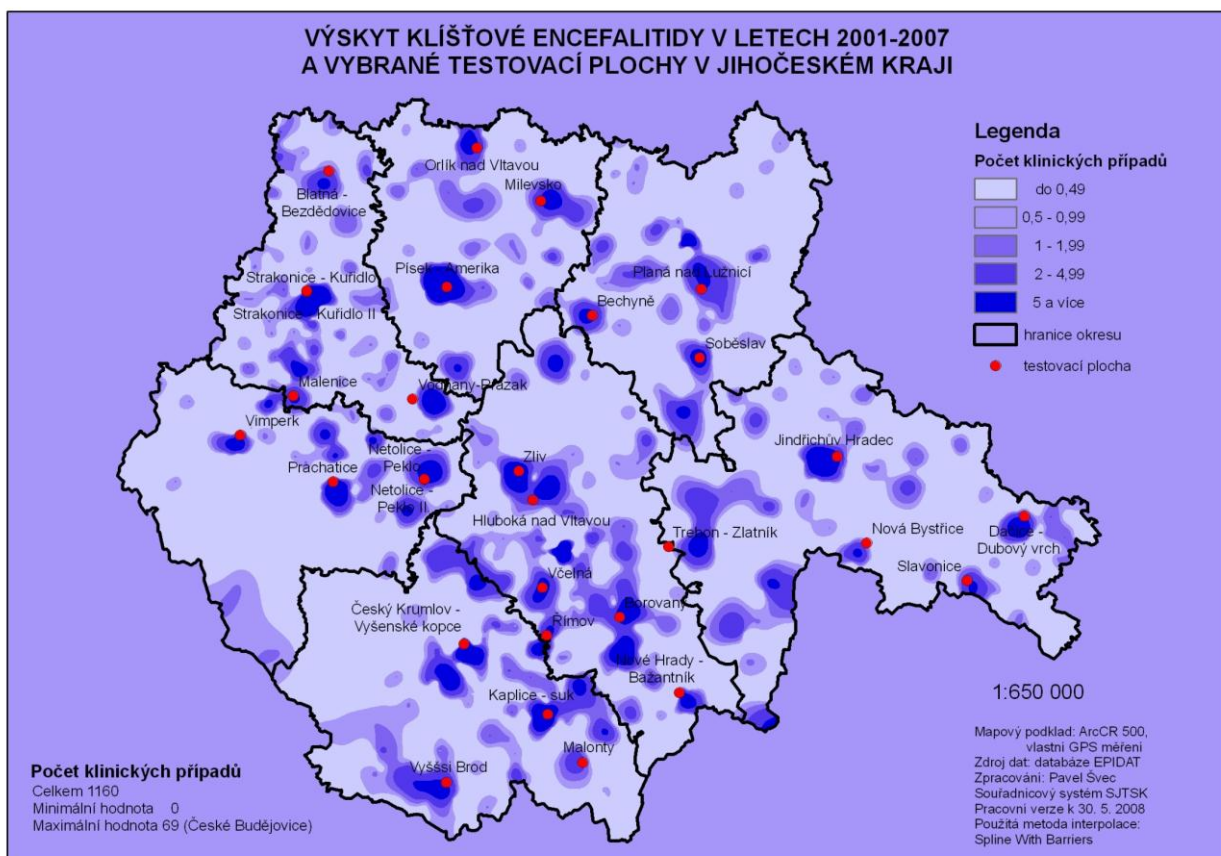 VÝSKYT KLÍŠŤOVÉ ENCEFALITIDY V LETECH 2001-2007
A VYBRANÉ TESTOVACÍ PLOCHY V JIHOČESKÉM KRAJI
Legenda
Počet klinických případů
do 0,49
0,5 - 0,99
1 - 1,99
2 - 4,99
5 a více
hranice okresu
testovací plocha
Orlík nad Vltavou
Milevsko
Blatná -
Bezdědovice
Strakonice - Kuřidlo
Písek - Amerika
Planá nad Lužnicí
Strakonice - Kuřidlo II
Bechyně
Soběslav
Malenice
Vodňany-Pražák
Vimperk
Jindřichův Hradec
Netolice -
Peklo
Zliv
Prachatice
Netolice -
Peklo II
Hluboká nad Vltavou
Třeboň - Zlatník
Nová Bystřice
Dačice -
Dubový vrch
Slavonice
Včelná
Borovany
Český Krumlov -
Vyšenské kopce
Římov
Nové Hrady -
Bažantník
Kaplice - suk
Malonty
Vyššsi Brod
1:650 000
Mapový podklad: ArcCR 500,
vlastní GPS měření
Zdroj dat: databáze EPIDAT
Zpracování: Pavel Švec
Souřadnicový systém SJTSK
Pracovní verze k 30. 5. 2008
Použitá metoda interpolace:
Spline With Barriers
Počet klinických případů
Celkem 1160
Minimální hodnota 0
Maximální hodnota 69 (České Budějovice)